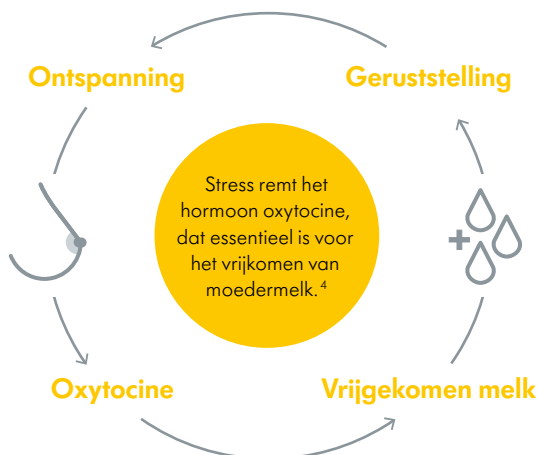 Ontspanning
Geruststelling
Stress remt het
hormoon oxytocine,
dat essentieel is voor
het vrijkomen van
moedermelk.⁴
+
Oxytocine
Vrijgekomen melk